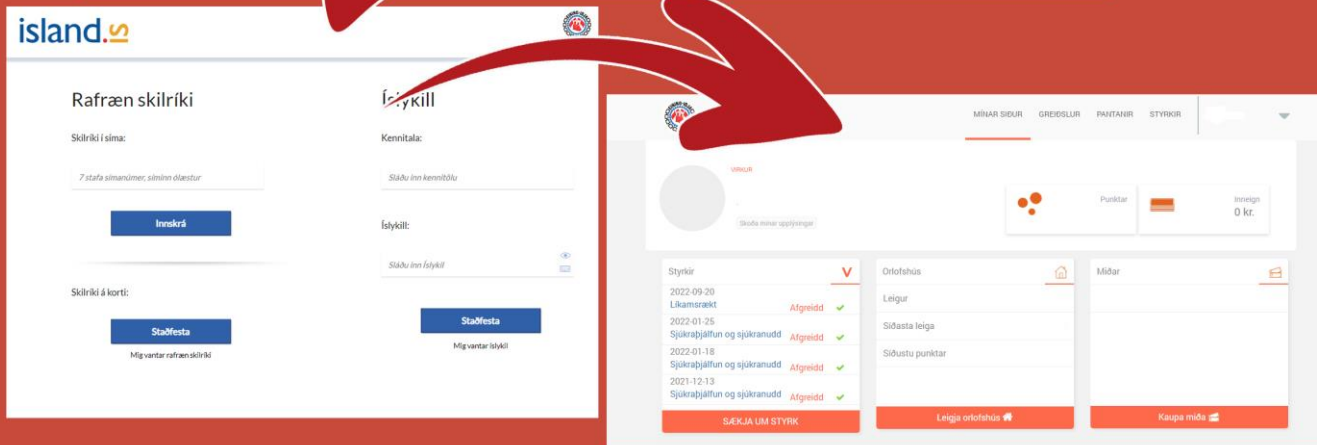 island.is
Rafræn skilríki
Skilríki í síma:
7 stafa símanúmer, síminn ólæstur
Innskrá
Skilríki á korti:
Staðfesta
Mig vantar rafræn skilríki
Íslykill
Kennitala:
Sláðu inn kennitölu
Íslykill:
Sláðu inn Íslykil
Staðfesta
Mig vantar íslykil
MÍNAR SÍÐUR GREIÐSLUR PANTANIR STYRKIR
VIRKUR
Skoða mínar upplýsingar
Punktar
Inneign
0 kr.
Styrkir
2022-09-20
Líkamsrækt Afgreidd
2022-01-25
Sjúkraþjálfun og sjúkranudd Afgreidd
2022-01-18
Sjúkraþjálfun og sjúkranudd Afgreidd
2021-12-13
Sjúkraþjálfun og sjúkranudd Afgreidd
SÆKJA UM STYRK
Orlofshús
Leigur
Síðasta leiga
Síðustu punktar
Leigja orlofshús
Miðar
Kaupa miða